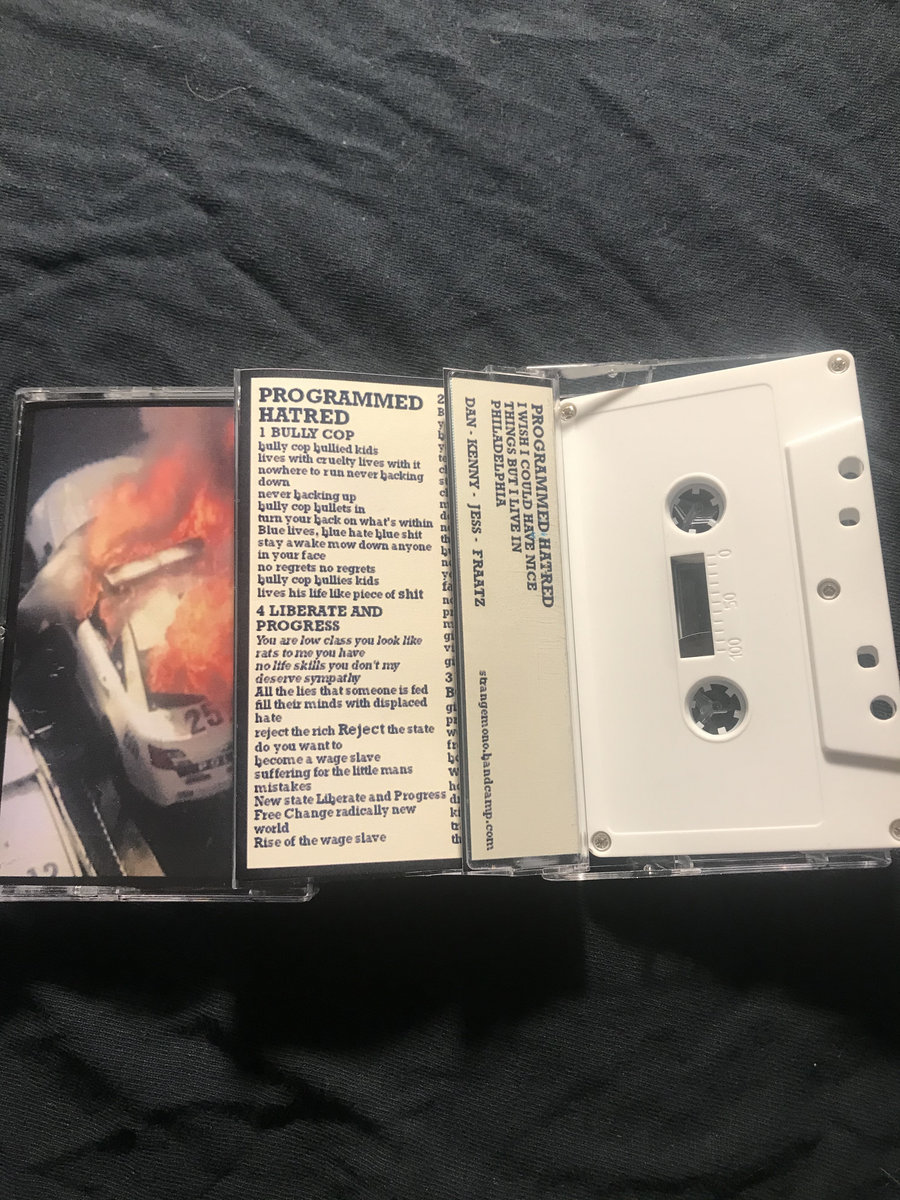 PROGRAMMED
HATRED
1 BULLY COP
bully cop bullied kids
lives with cruelty lives with it
nowhere to run never backing
down
never backing up
bully cop bullets in
turn your back on what's within
Blue lives, blue hate blue shit
stay awake mow down anyone
in your face
no regrets no regrets
bully cop bullies kids
lives his life like piece of shit
4 LIBERATE AND
PROGRESS
You are low class you look like
rats to me you have
no life skills you don't my
deserve sympathy
All the lies that someone is fed
fill their minds with displaced
hate
reject the rich Reject the state
do you want to
become a wage slave
suffering for the little mans
mistakes
New state Liberate and Progress
Free Change radically new
world
Rise of the wage slave
2
3
PROGRAMMED HATRED
I WISH I COULD HAVE NICE
THINGS BUT I LIVE IN
PHILADELPHIA
DAN - KENNY - JESS - FRAATZ
strangemono.bandcamp.com
0
50
100
25
12